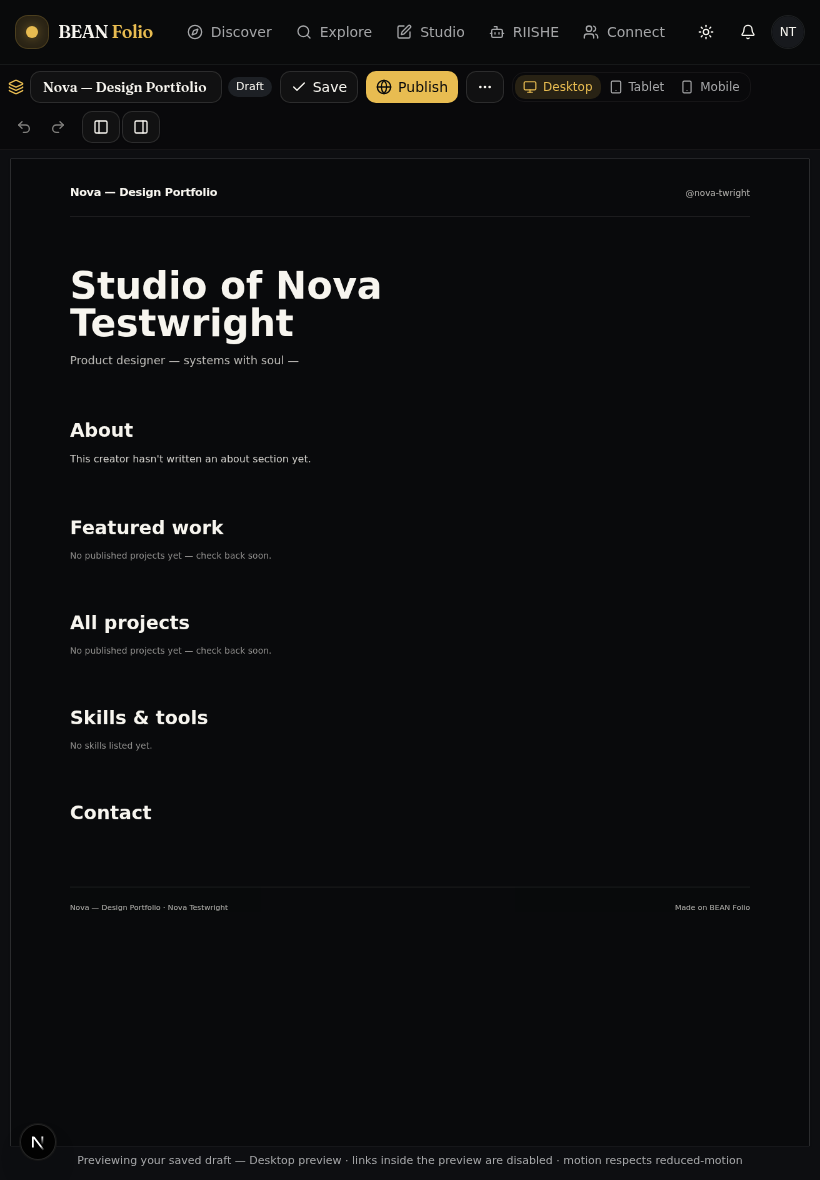 BEAN Folio
Discover
Explore
Studio
RIISHE
Connect
NT
Nova — Design Portfolio
Draft
Save
Publish
Desktop
Tablet
Mobile
Nova — Design Portfolio
@nova-twright
Studio of Nova
Testwright
Product designer — systems with soul —
About
This creator hasn't written an about section yet.
Featured work
No published projects yet — check back soon.
All projects
No published projects yet — check back soon.
Skills & tools
No skills listed yet.
Contact
Nova — Design Portfolio · Nova Testwright
Made on BEAN Folio
N
Previewing your saved draft — Desktop preview · links inside the preview are disabled · motion respects reduced-motion